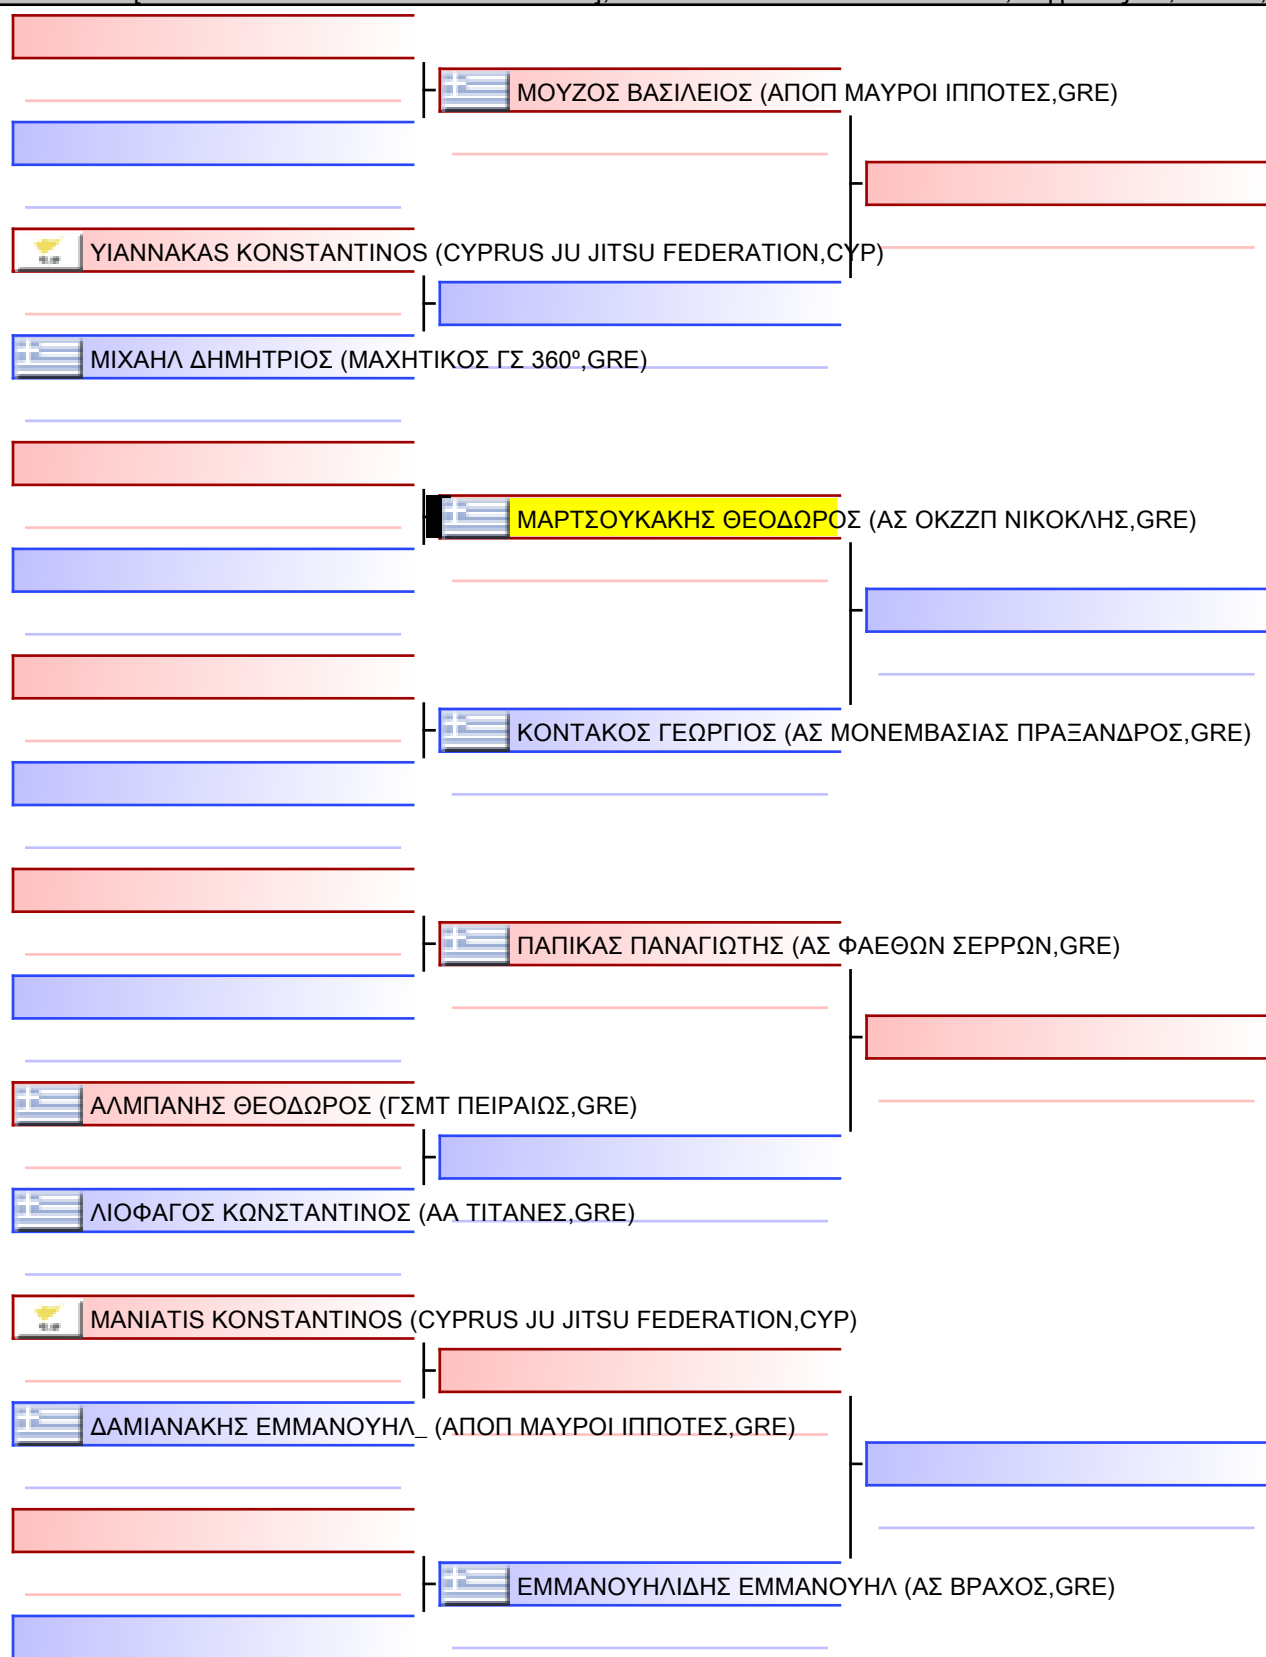 ΜΟΥΖΟΣ ΒΑΣΙΛΕΙΟΣ (ΑΠΟΠ ΜΑΥΡΟΙ ΙΠΠΟΤΕΣ,GRE)
YIANNAKAS KONSTANTINOS (CYPRUS JU JITSU FEDERATION,CYP)
ΜΙΧΑΗΛ ΔΗΜΗΤΡΙΟΣ (ΜΑΧΗΤΙΚΟΣ ΓΣ 360º,GRE)
ΜΑΡΤΣΟΥΚΑΚΗΣ ΘΕΟΔΩΡΟΣ (ΑΣ ΟΚΖΖΠ ΝΙΚΟΚΛΗΣ,GRE)
ΚΟΝΤΑΚΟΣ ΓΕΩΡΓΙΟΣ (ΑΣ ΜΟΝΕΜΒΑΣΙΑΣ ΠΡΑΞΑΝΔΡΟΣ,GRE)
ΠΑΠΙΚΑΣ ΠΑΝΑΓΙΩΤΗΣ (ΑΣ ΦΑΕΘΩΝ ΣΕΡΡΩΝ,GRE)
ΑΛΜΠΑΝΗΣ ΘΕΟΔΩΡΟΣ (ΓΣΜΤ ΠΕΙΡΑΙΩΣ,GRE)
ΛΙΟΦΑΓΟΣ ΚΩΝΣΤΑΝΤΙΝΟΣ (ΑΑ ΤΙΤΑΝΕΣ,GRE)
MANIATIS KONSTANTINOS (CYPRUS JU JITSU FEDERATION,CYP)
ΔΑΜΙΑΝΑΚΗΣ ΕΜΜΑΝΟΥΗΛ_ (ΑΠΟΠ ΜΑΥΡΟΙ ΙΠΠΟΤΕΣ,GRE)
ΕΜΜΑΝΟΥΗΛΙΔΗΣ ΕΜΜΑΝΟΥΗΛ (ΑΣ ΒΡΑΧΟΣ,GRE)